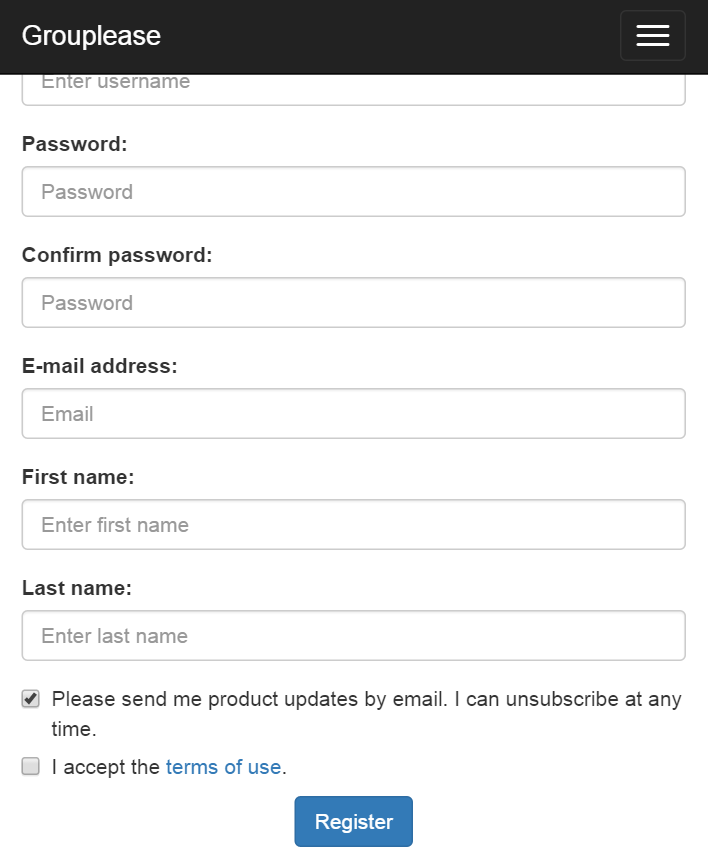 Grouplease
Enter username
Password:
Password
Confirm password:
Password
E-mail address:
Email
First name:
Enter first name
Last name:
Enter last name
Please send me product updates by email. I can unsubscribe at any
time.
I accept the terms of use.
Register